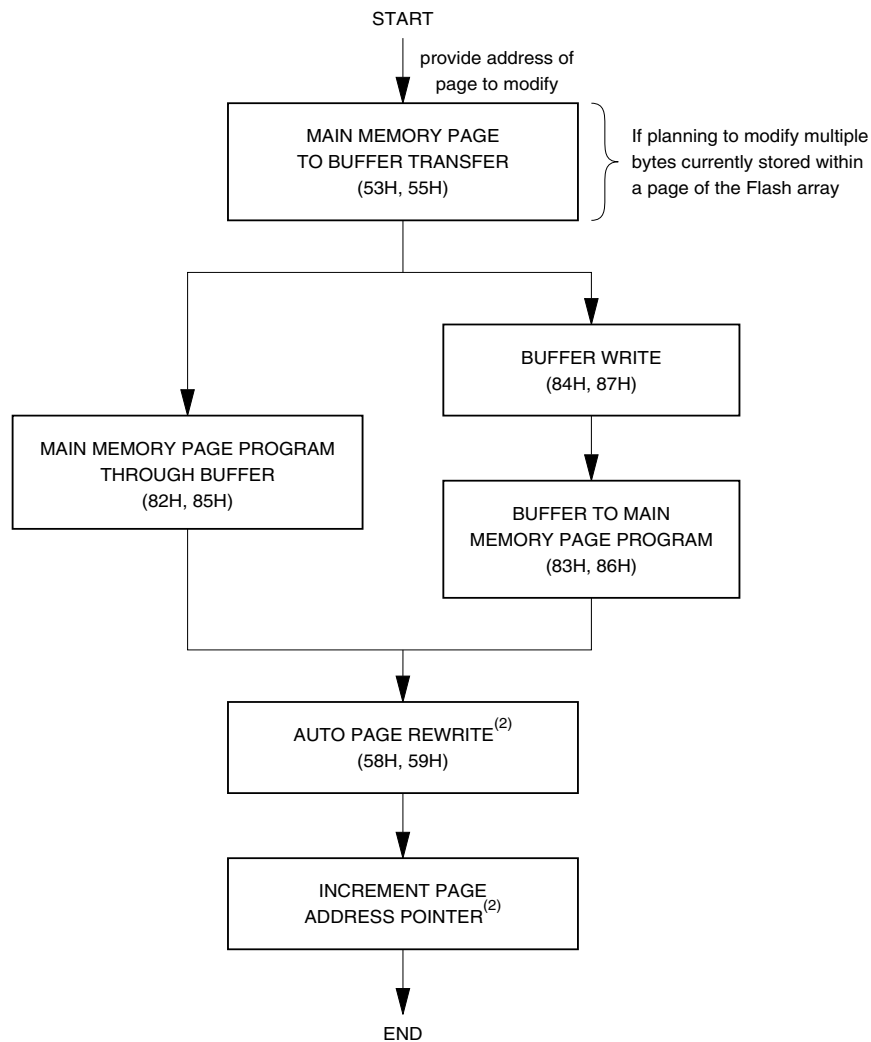 START
provide address of
page to modify
MAIN MEMORY PAGE
TO BUFFER TRANSFER
(53H, 55H)
If planning to modify multiple
bytes currently stored within
a page of the Flash array
BUFFER WRITE
(84H, 87H)
MAIN MEMORY PAGE PROGRAM
THROUGH BUFFER
(82H, 85H)
BUFFER TO MAIN
MEMORY PAGE PROGRAM
(83H, 86H)
AUTO PAGE REWRITE(2)
(58H, 59H)
INCREMENT PAGE
ADDRESS POINTER(2)
END